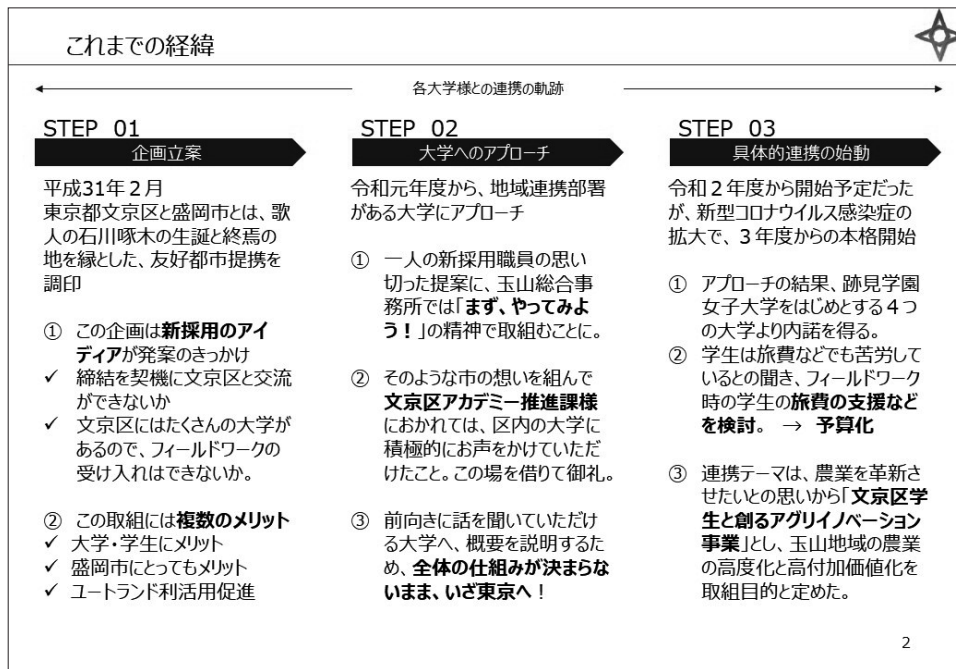 これまでの経緯
各大学様との連携の軌跡
STEP 01
企画立案
平成31年２月
東京都文京区と盛岡市とは、歌
人の石川啄木の生誕と終焉の
地を縁とした、友好都市提携を
調印
① この企画は新採用のアイ
ディアが発案のきっかけ
✓ 締結を契機に文京区と交流
ができないか
✓ 文京区にはたくさんの大学が
あるので、フィールドワークの
受け入れはできないか。
② この取組には複数のメリット
✓ 大学・学生にメリット
✓ 盛岡市にとってもメリット
✓ ユートランド利活用促進
STEP 02
大学へのアプローチ
令和元年度から、地域連携部署
がある大学にアプローチ
① 一人の新採用職員の思い
切った提案に、玉山総合事
務所では「まず、やってみよ
う！」の精神で取組むことに。
② そのような市の想いを組んで
文京区アカデミー推進課様
におかれては、区内の大学に
積極的にお声をかけていただ
けたこと。この場を借りて御礼。
③ 前向きに話を聞いていただけ
る大学へ、概要を説明するた
め、全体の仕組みが決まらな
いまま、いざ東京へ！
STEP 03
具体的連携の始動
令和２年度から開始予定だった
が、新型コロナウイルス感染症の
拡大で、３年度からの本格開始
① アプローチの結果、跡見学園
女子大学をはじめとする４つ
の大学より内諾を得る。
② 学生は旅費などでも苦労して
いるとの聞き、フィールドワーク
時の学生の旅費の支援など
を検討。 → 予算化
③ 連携テーマは、農業を革新さ
せたいとの思いから「文京区学
生と創るアグリイノベーション
事業」とし、玉山地域の農業
の高度化と高付加価値化を
取組目的と定めた。
2